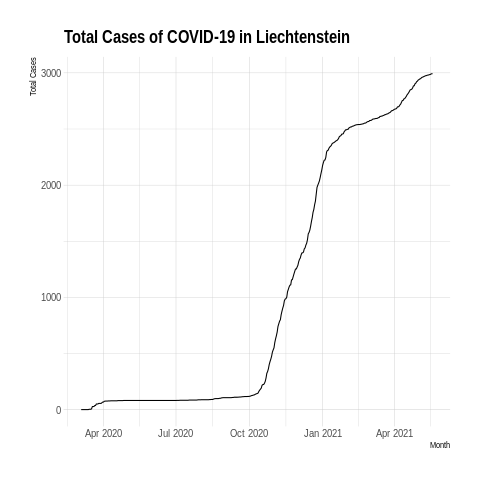 Total Cases of COVID-19 in Liechtenstein
Total Cases
3000
2000
1000
0
Apr 2020 Jul 2020 Oct 2020 Jan 2021 Apr 2021
Month